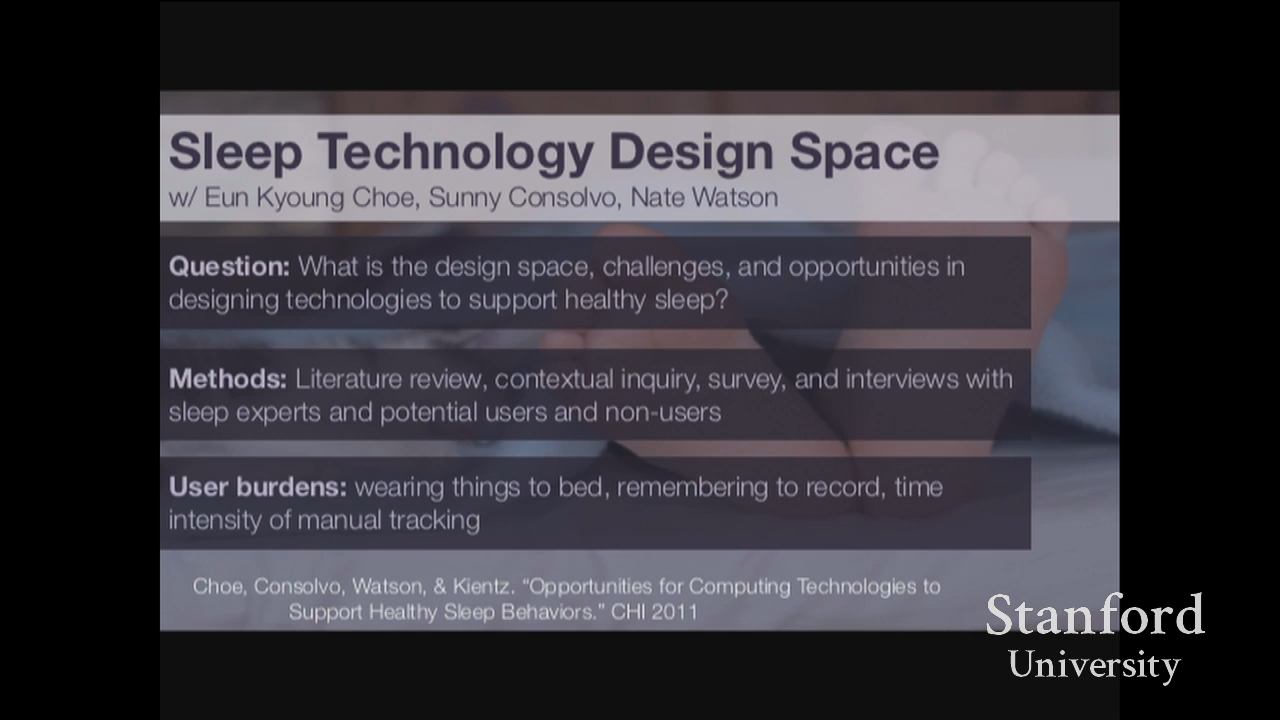 Sleep Technology Design Space
w/ Eun Kyoung Choe, Sunny Consolvo, Nate Watson
Question: What is the design space, challenges, and opportunities in
designing technologies to support healthy sleep?
Methods: Literature review, contextual inquiry, survey, and interviews with
sleep experts and potential users and non-users
User burdens: wearing things to bed, remembering to record, time
intensity of manual tracking
Choe, Consolvo, Watson, & Kientz. “Opportunities for Computing Technologies to
Support Healthy Sleep Behaviors.” CHI 2011
Stanford
University